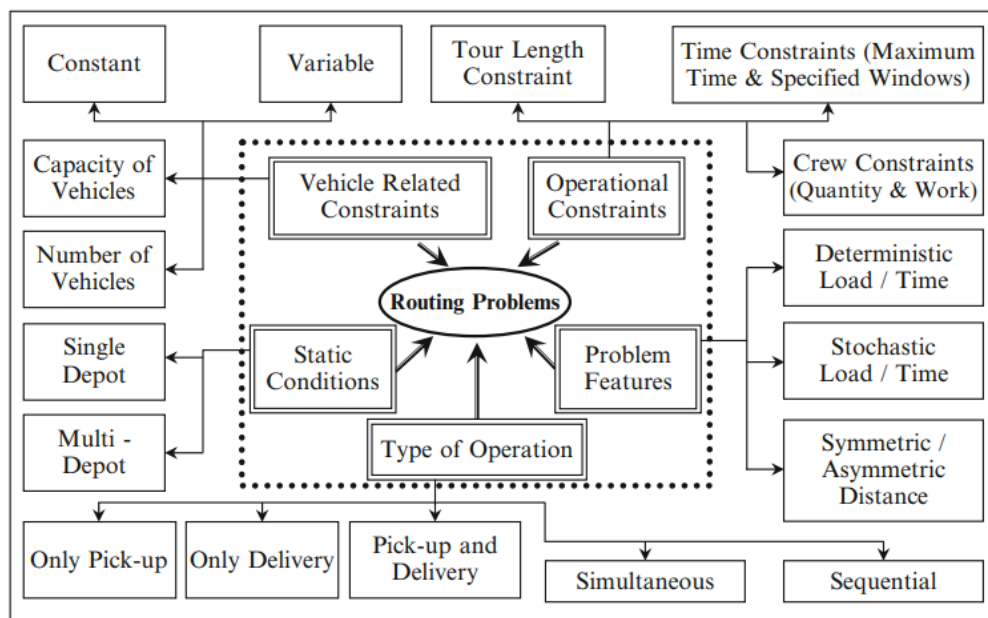 Constant
Variable
Tour Length
Constraint
Time Constraints (Maximum
Time & Specified Windows)
Capacity of
Vehicles
Vehicle Related
Constraints
Operational
Constraints
Crew Constraints
(Quantity & Work)
Number of
Vehicles
Routing Problems
Deterministic
Load / Time
Single
Depot
Static
Conditions
Problem
Features
Stochastic
Load / Time
Multi -
Depot
Type of Operation
Symmetric /
Asymmetric
Distance
Only Pick-up
Only Delivery
Pick-up and
Delivery
Simultaneous
Sequential